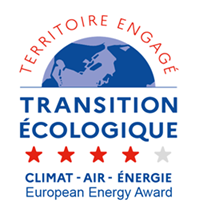 TERRITOIRE ENGAGÉ
TRANSITION
ÉCOLOGIQUE
CLIMAT - AIR - ÉNERGIE
European Energy Award